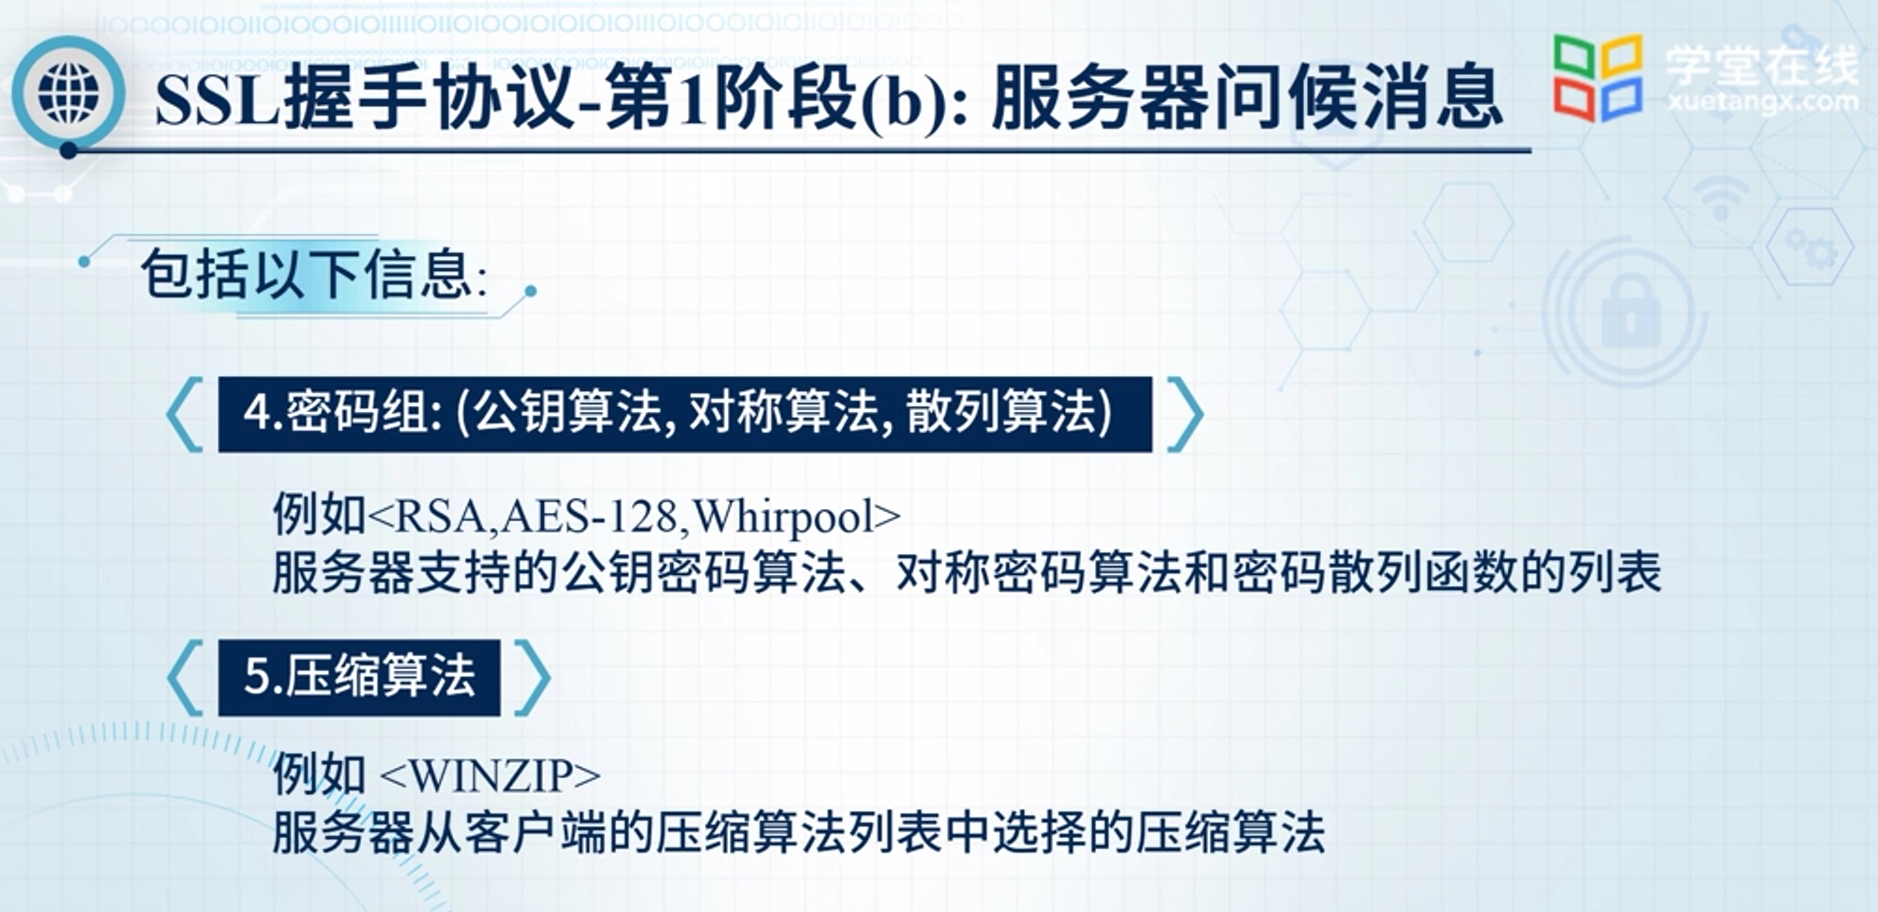 SSL握手协议-第1阶段(b): 服务器问候消息
学堂在线
xuetangx.com
包括以下信息:
4.密码组: (公钥算法, 对称算法, 散列算法)
例如<RSA,AES-128,Whirpool>
服务器支持的公钥密码算法、对称密码算法和密码散列函数的列表
5.压缩算法
例如 <WINZIP>
服务器从客户端的压缩算法列表中选择的压缩算法